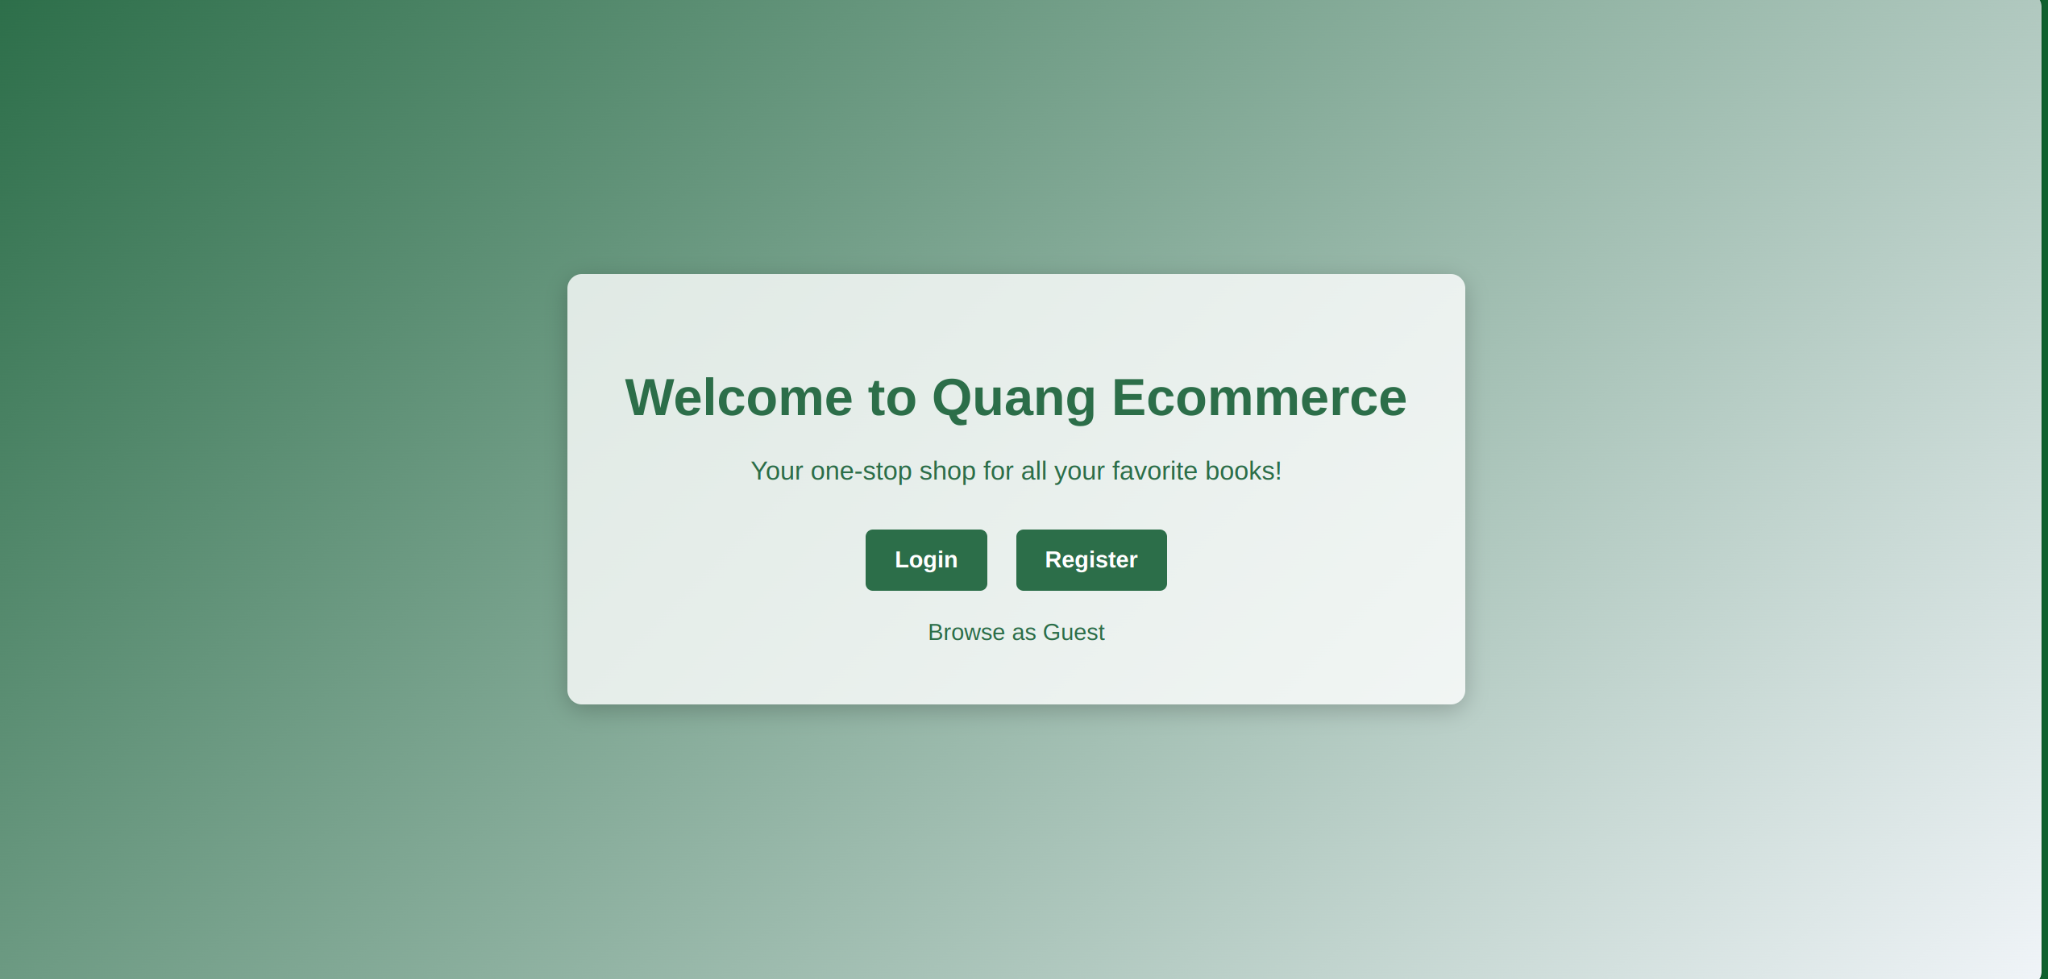 Welcome to Quang Ecommerce
Your one-stop shop for all your favorite books!
Login
Register
Browse as Guest